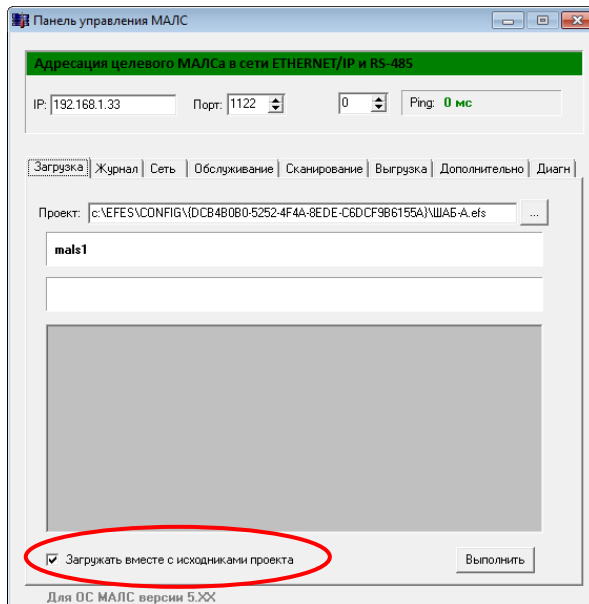 Панель управления МАЛС
Адресация целевого МАЛСа в сети ETHERNET/IP и RS-485
IP: 192.168.1.33 Порт: 1122 0 Ping: 0 мс
Загрузка Журнал Сеть Обслуживание Сканирование Выгрузка Дополнительно Диагн
Проект: c:\EFES\CONFIG\{DCB4B0B0-5252-4F4A-8EDE-C6DCF9B6155A}\ШАБ-А.efs ...
mals1
Загружать вместе с исходниками проекта Выполнить
Для ОС МАЛС версии 5.XX